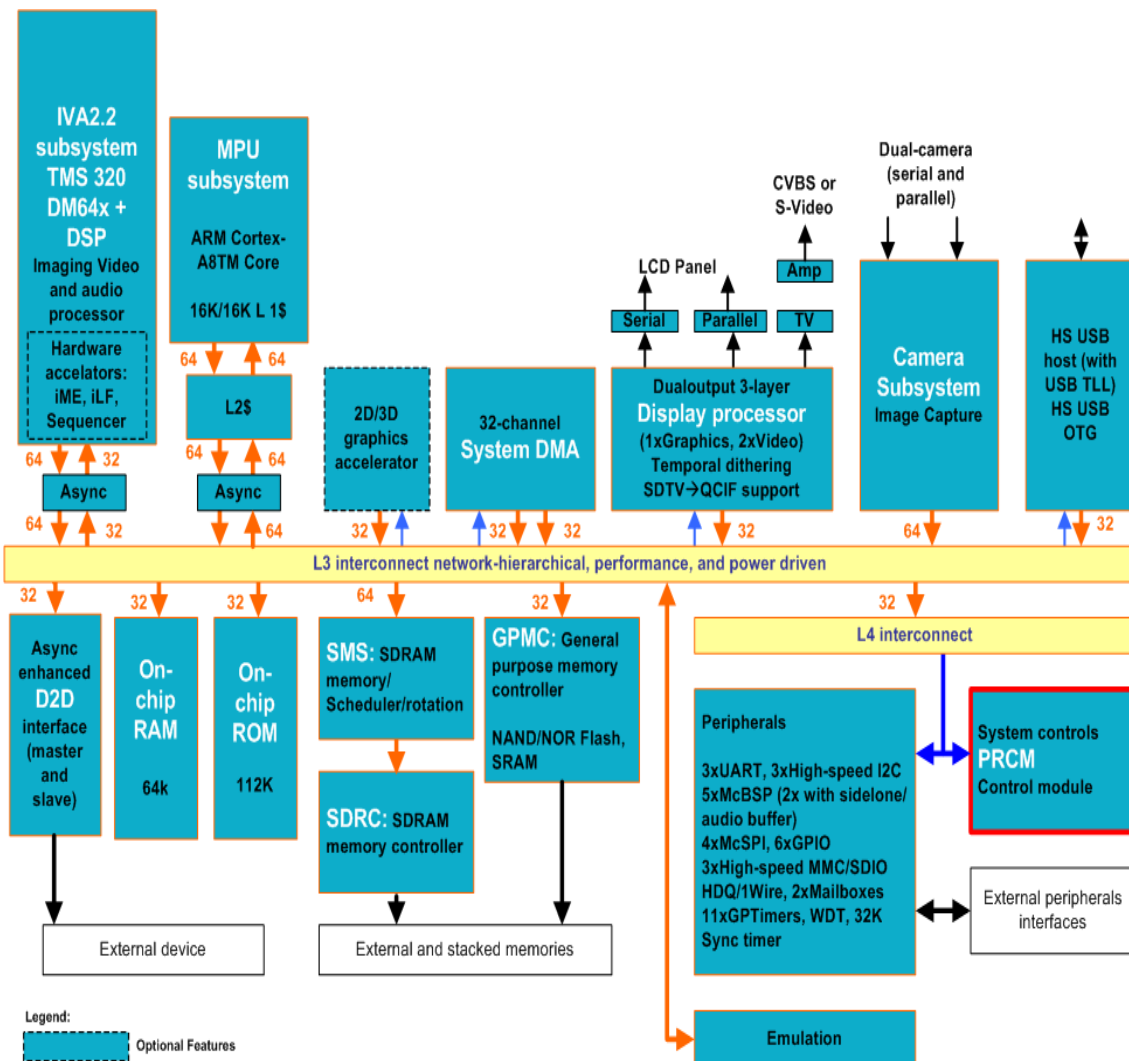 IVA2.2
subsystem
TMS 320
DM64x +
DSP
Imaging Video
and audio
processor
Hardware
accelators:
iME, iLF,
Sequencer
64
32
Async
64
32
MPU
subsystem
ARM Cortex-
A8TM Core
16K/16K L 1$
64
64
L2$
64
64
Async
64
2D/3D
graphics
accelerator
32
32-channel
System DMA
32
32
LCD Panel
Serial
Parallel
CVBS or
S-Video
Amp
TV
Dualoutput 3-layer
Display processor
(1xGraphics, 2xVideo)
Temporal dithering
SDTV→QCIF support
32
Dual-camera
(serial and
parallel)
Camera
Subsystem
Image Capture
64
HS USB
host (with
USB TLL)
HS USB
OTG
32
L3 interconnect network-hierarchical, performance, and power driven
32
32
32
64
32
32
Async
enhanced
D2D
interface
(master and
slave)
On-
chip
RAM
64k
On-
chip
ROM
112K
SMS: SDRAM
memory/
Scheduler/rotation
SDRC: SDRAM
memory controller
GPMC: General
purpose memory
controller
NAND/NOR Flash,
SRAM
L4 interconnect
Peripherals
3xUART, 3xHigh-speed I2C
5xMcBSP (2x with sidelone/
audio buffer)
4xMcSPI, 6xGPIO
3xHigh-speed MMC/SDIO
HDQ/1Wire, 2xMailboxes
11xGPTimers, WDT, 32K
Sync timer
System controls
PRCM
Control module
External peripherals
interfaces
External device
External and stacked memories
Emulation
Legend:
Optional Features